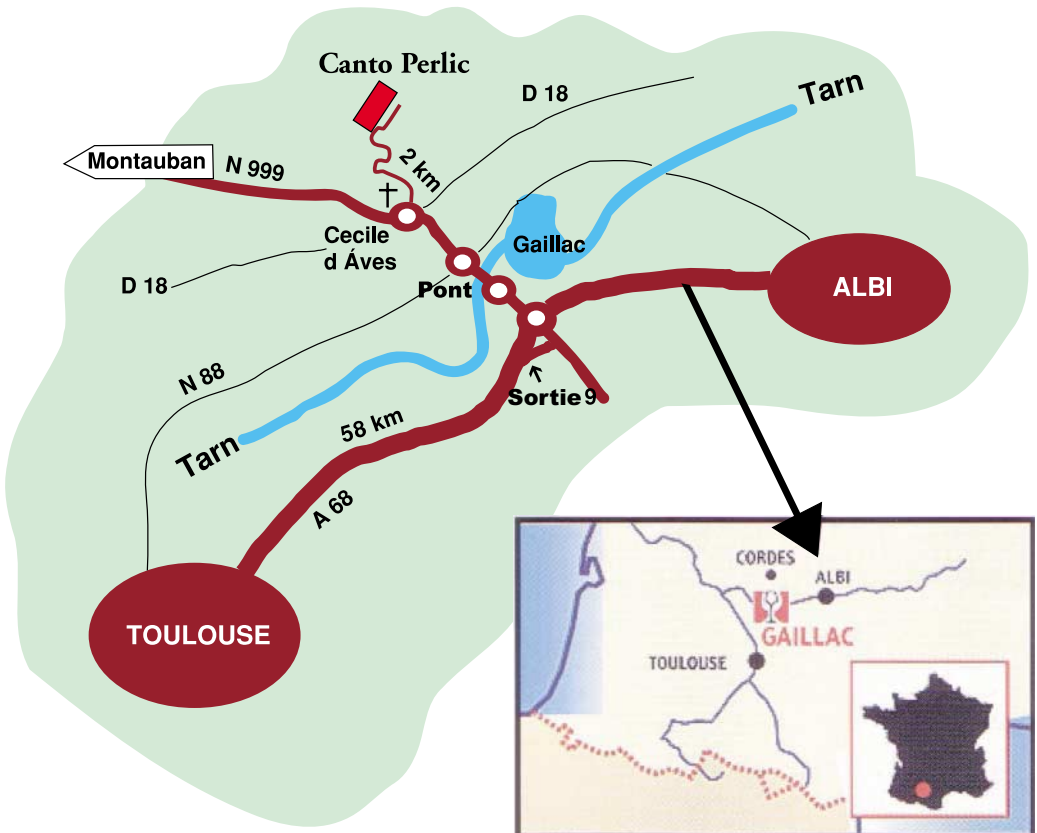 Canto Perlic
D 18
Tarn
Montauban
N 999
2 km
Cecile
d Áves
Gaillac
D 18
Pont
ALBI
N 88
Sortie 9
58 km
Tarn
A 68
TOULOUSE
CORDES
ALBI
GAILLAC
TOULOUSE